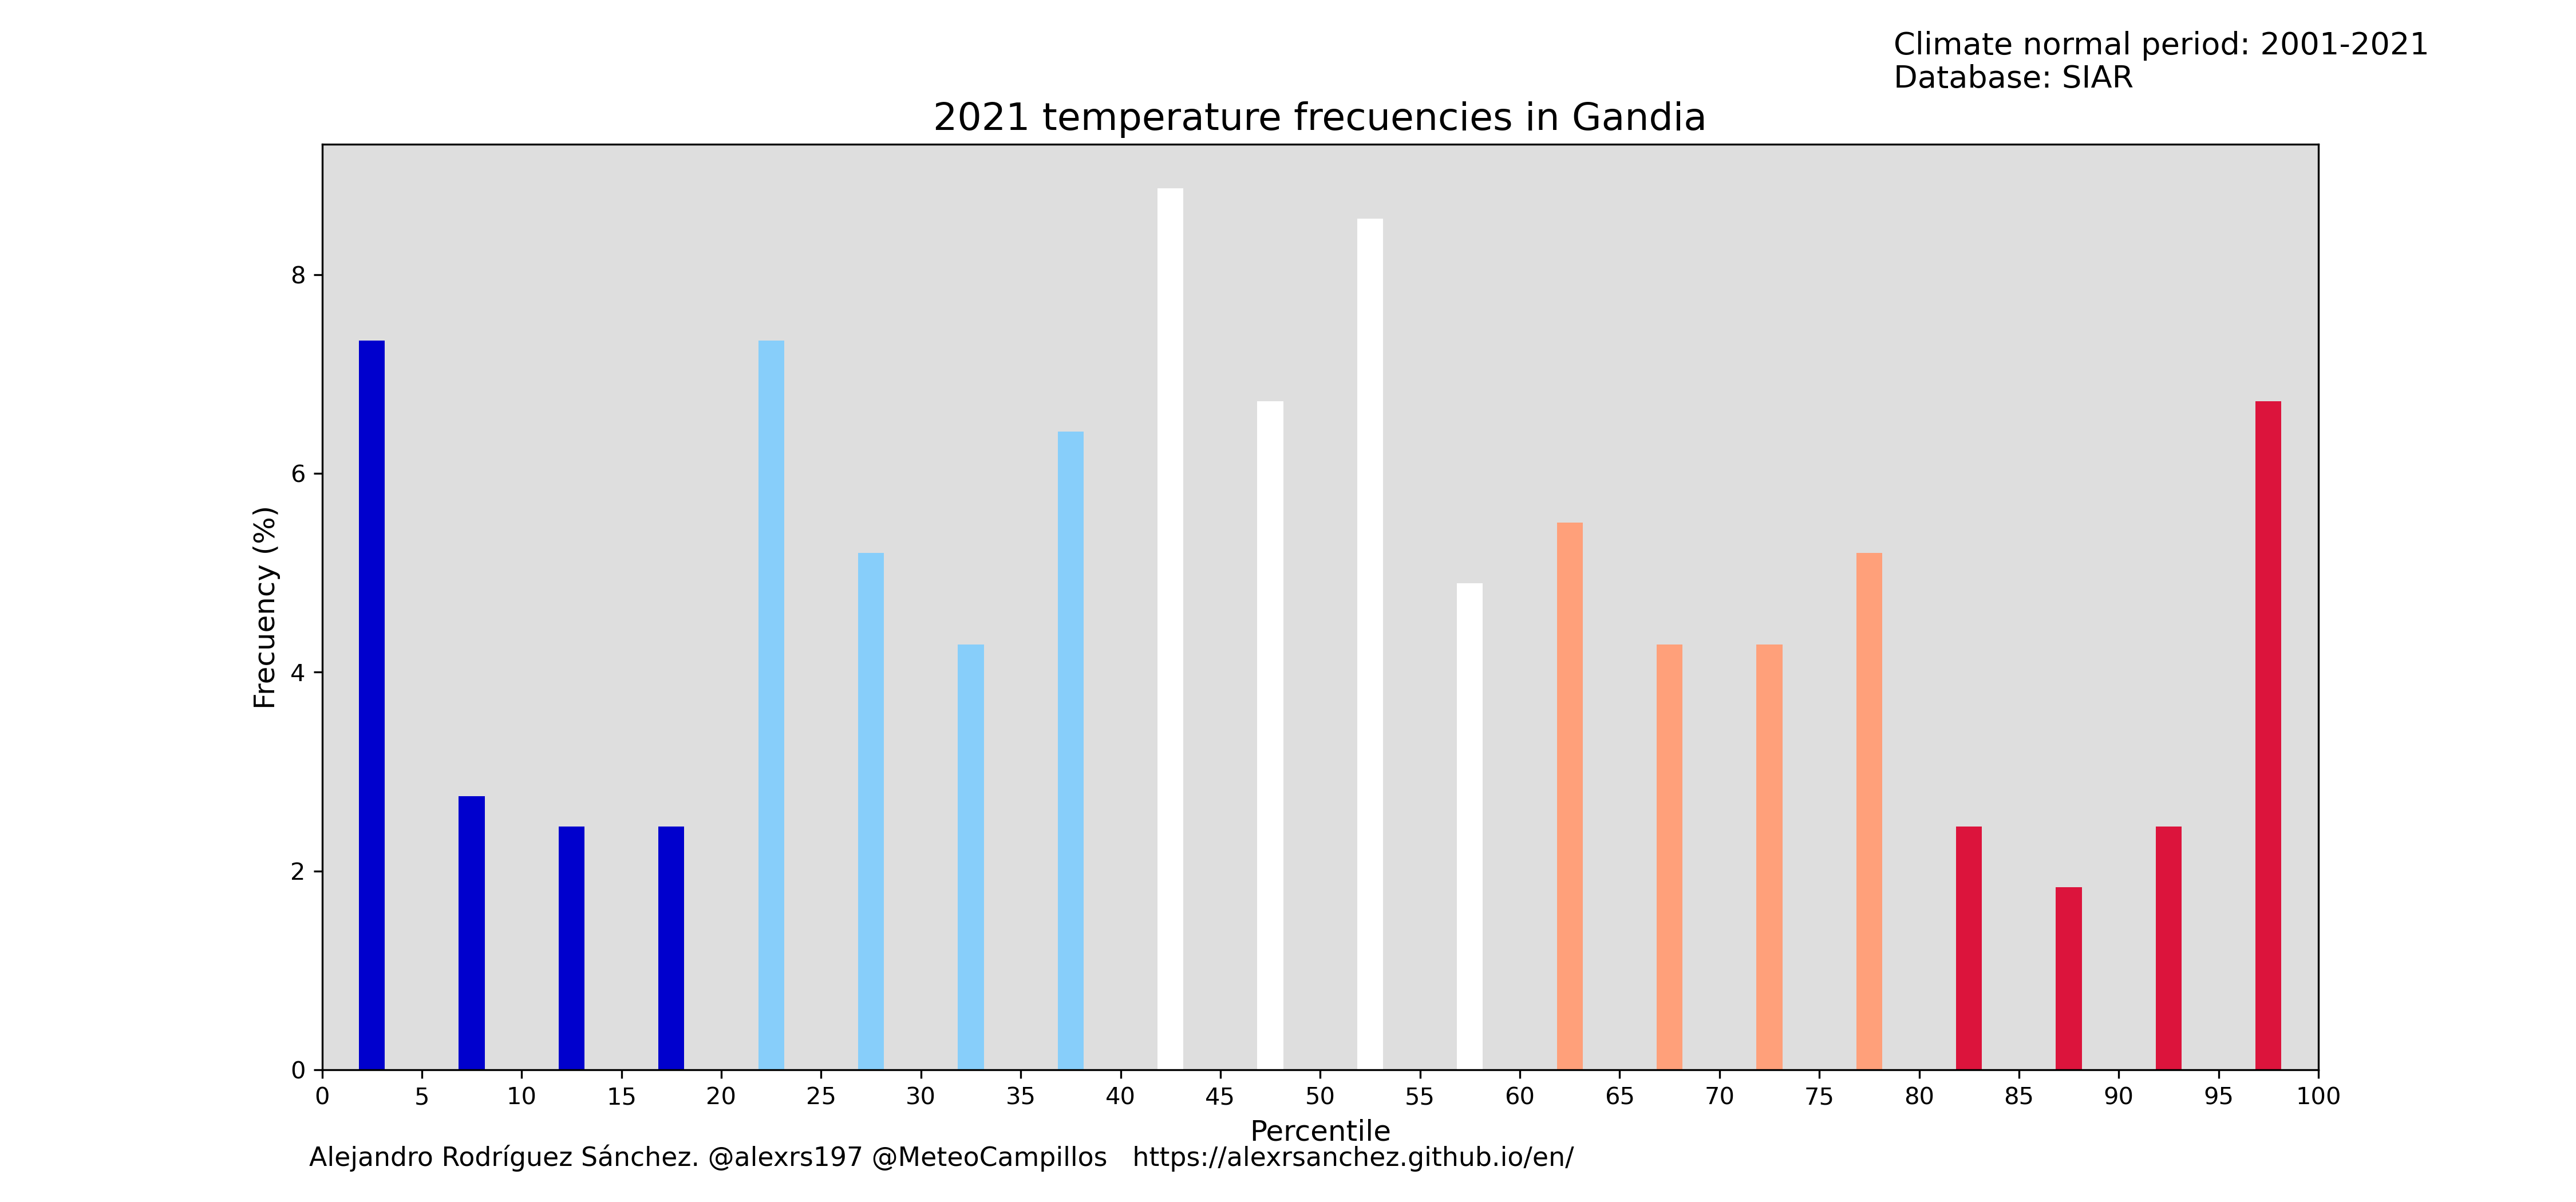 Climate normal period: 2001-2021
Database: SIAR
2021 temperature frecuencies in Gandia
Frecuency (%)
8
6
4
2
0
0 5 10 15 20 25 30 35 40 45 50 55 60 65 70 75 80 85 90 95 100
Percentile
Alejandro Rodríguez Sánchez. @alexrs197 @MeteoCampillos https://alexrsanchez.github.io/en/